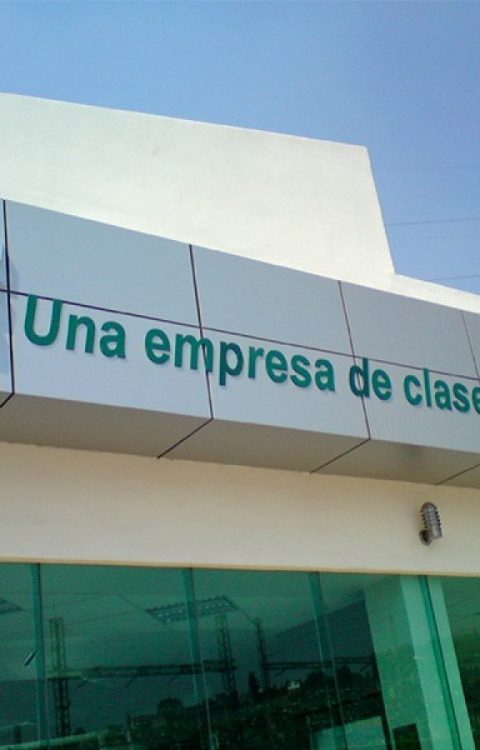 Una empresa de clase